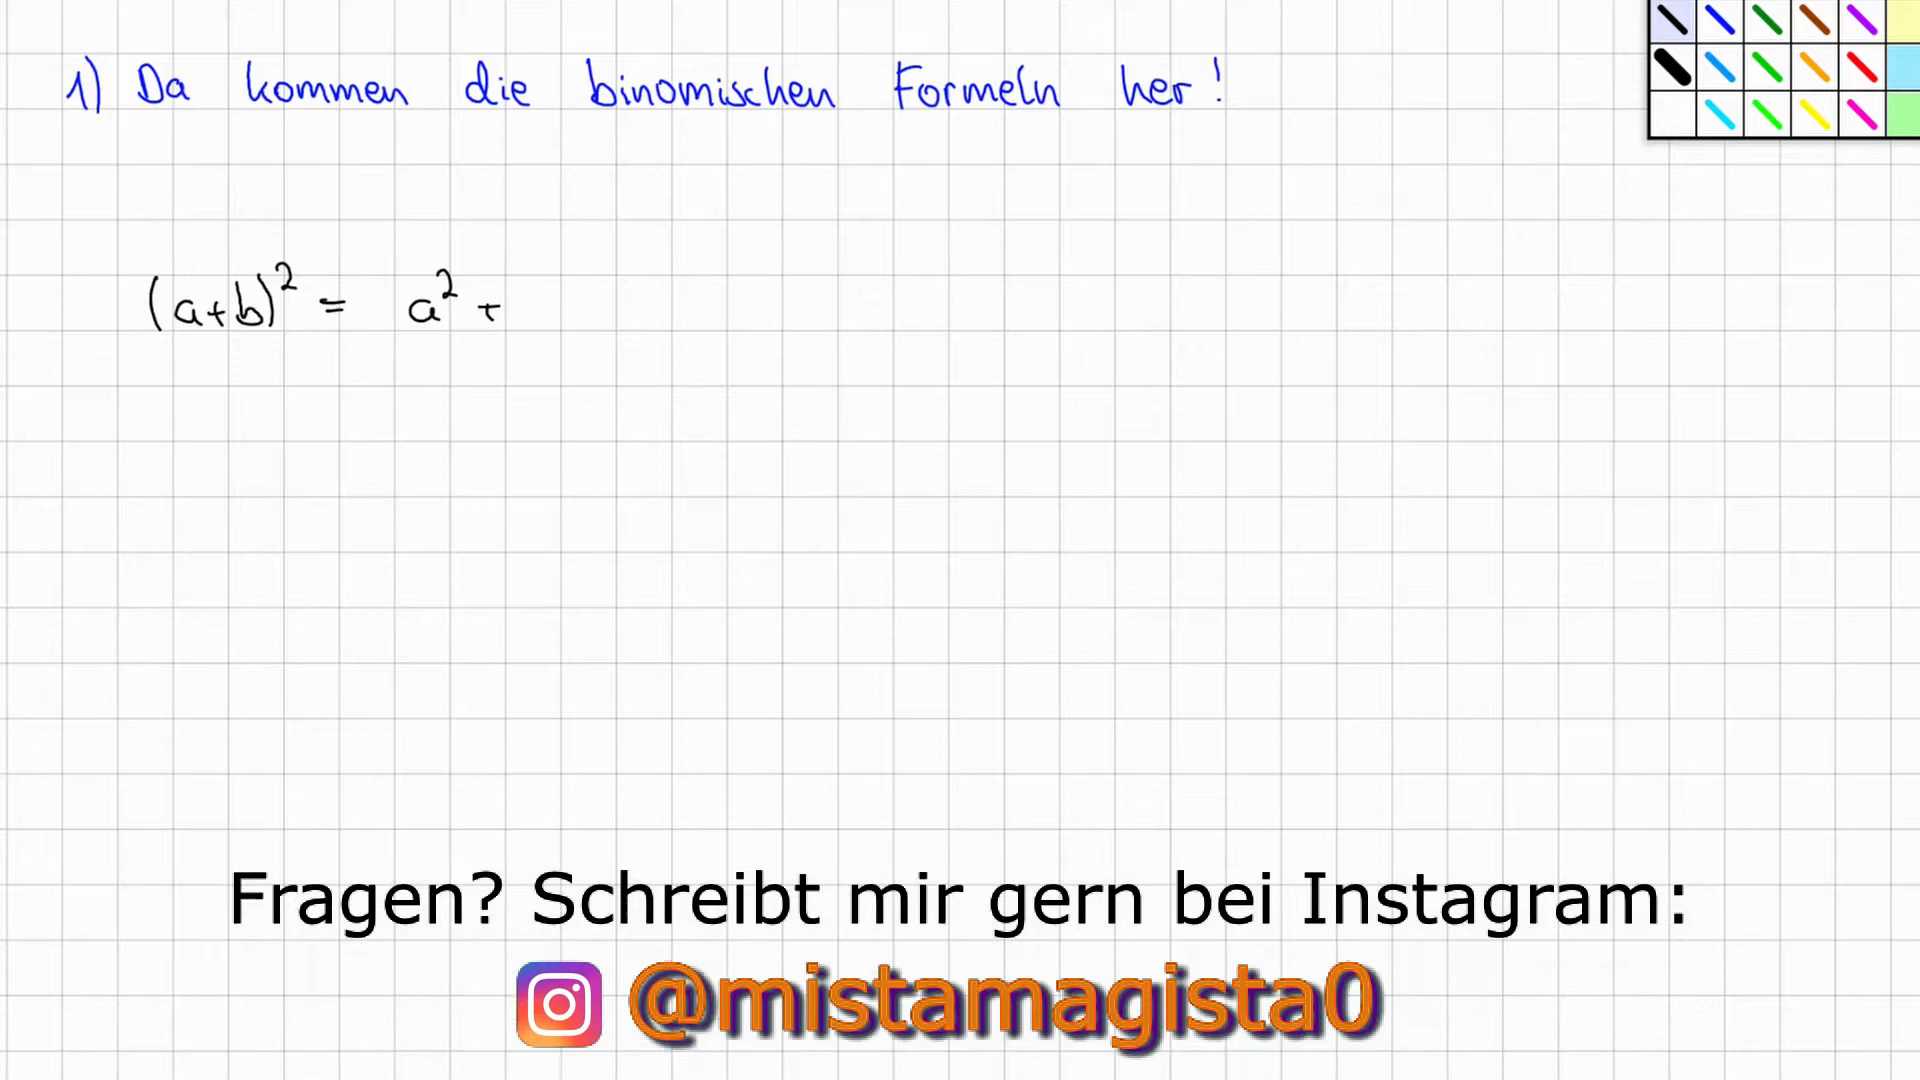 1) Da kommen die binomischen Formeln her!
(a+b)² = a² +
Fragen? Schreibt mir gern bei Instagram:
@mistamagista0